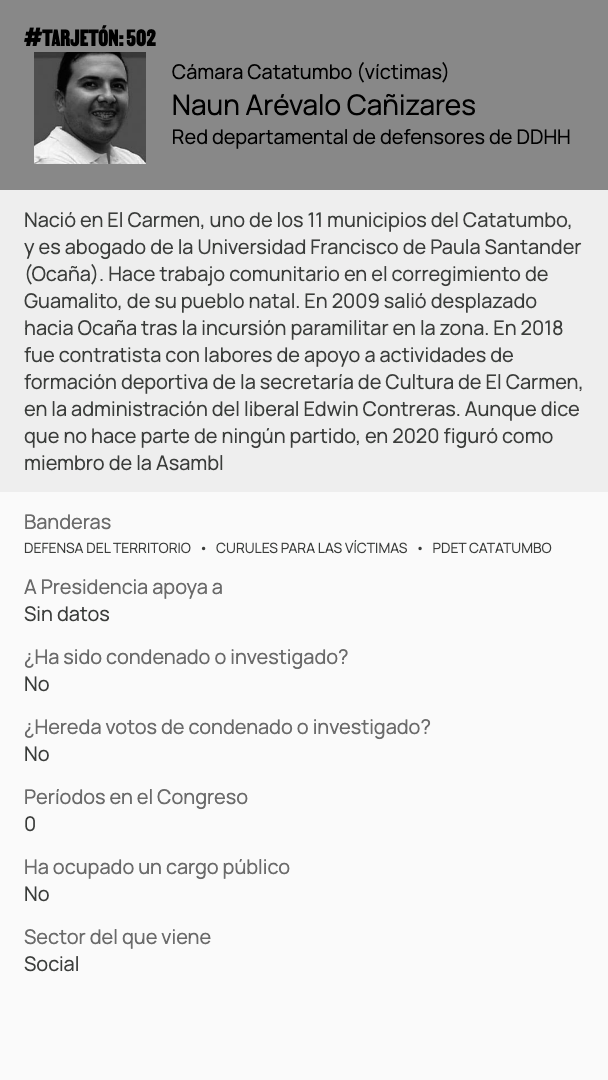 #TARJETÓN: 502
Cámara Catatumbo (víctimas)
Naun Arévalo Cañizares
Red departamental de defensores de DDHH
Nació en El Carmen, uno de los 11 municipios del Catatumbo,
y es abogado de la Universidad Francisco de Paula Santander
(Ocaña). Hace trabajo comunitario en el corregimiento de
Guamalito, de su pueblo natal. En 2009 salió desplazado
hacia Ocaña tras la incursión paramilitar en la zona. En 2018
fue contratista con labores de apoyo a actividades de
formación deportiva de la secretaría de Cultura de El Carmen,
en la administración del liberal Edwin Contreras. Aunque dice
que no hace parte de ningún partido, en 2020 figuró como
miembro de la Asambl
Banderas
DEFENSA DEL TERRITORIO • CURULES PARA LAS VÍCTIMAS • PDET CATATUMBO
A Presidencia apoya a
Sin datos
¿Ha sido condenado o investigado?
No
¿Hereda votos de condenado o investigado?
No
Períodos en el Congreso
0
Ha ocupado un cargo público
No
Sector del que viene
Social